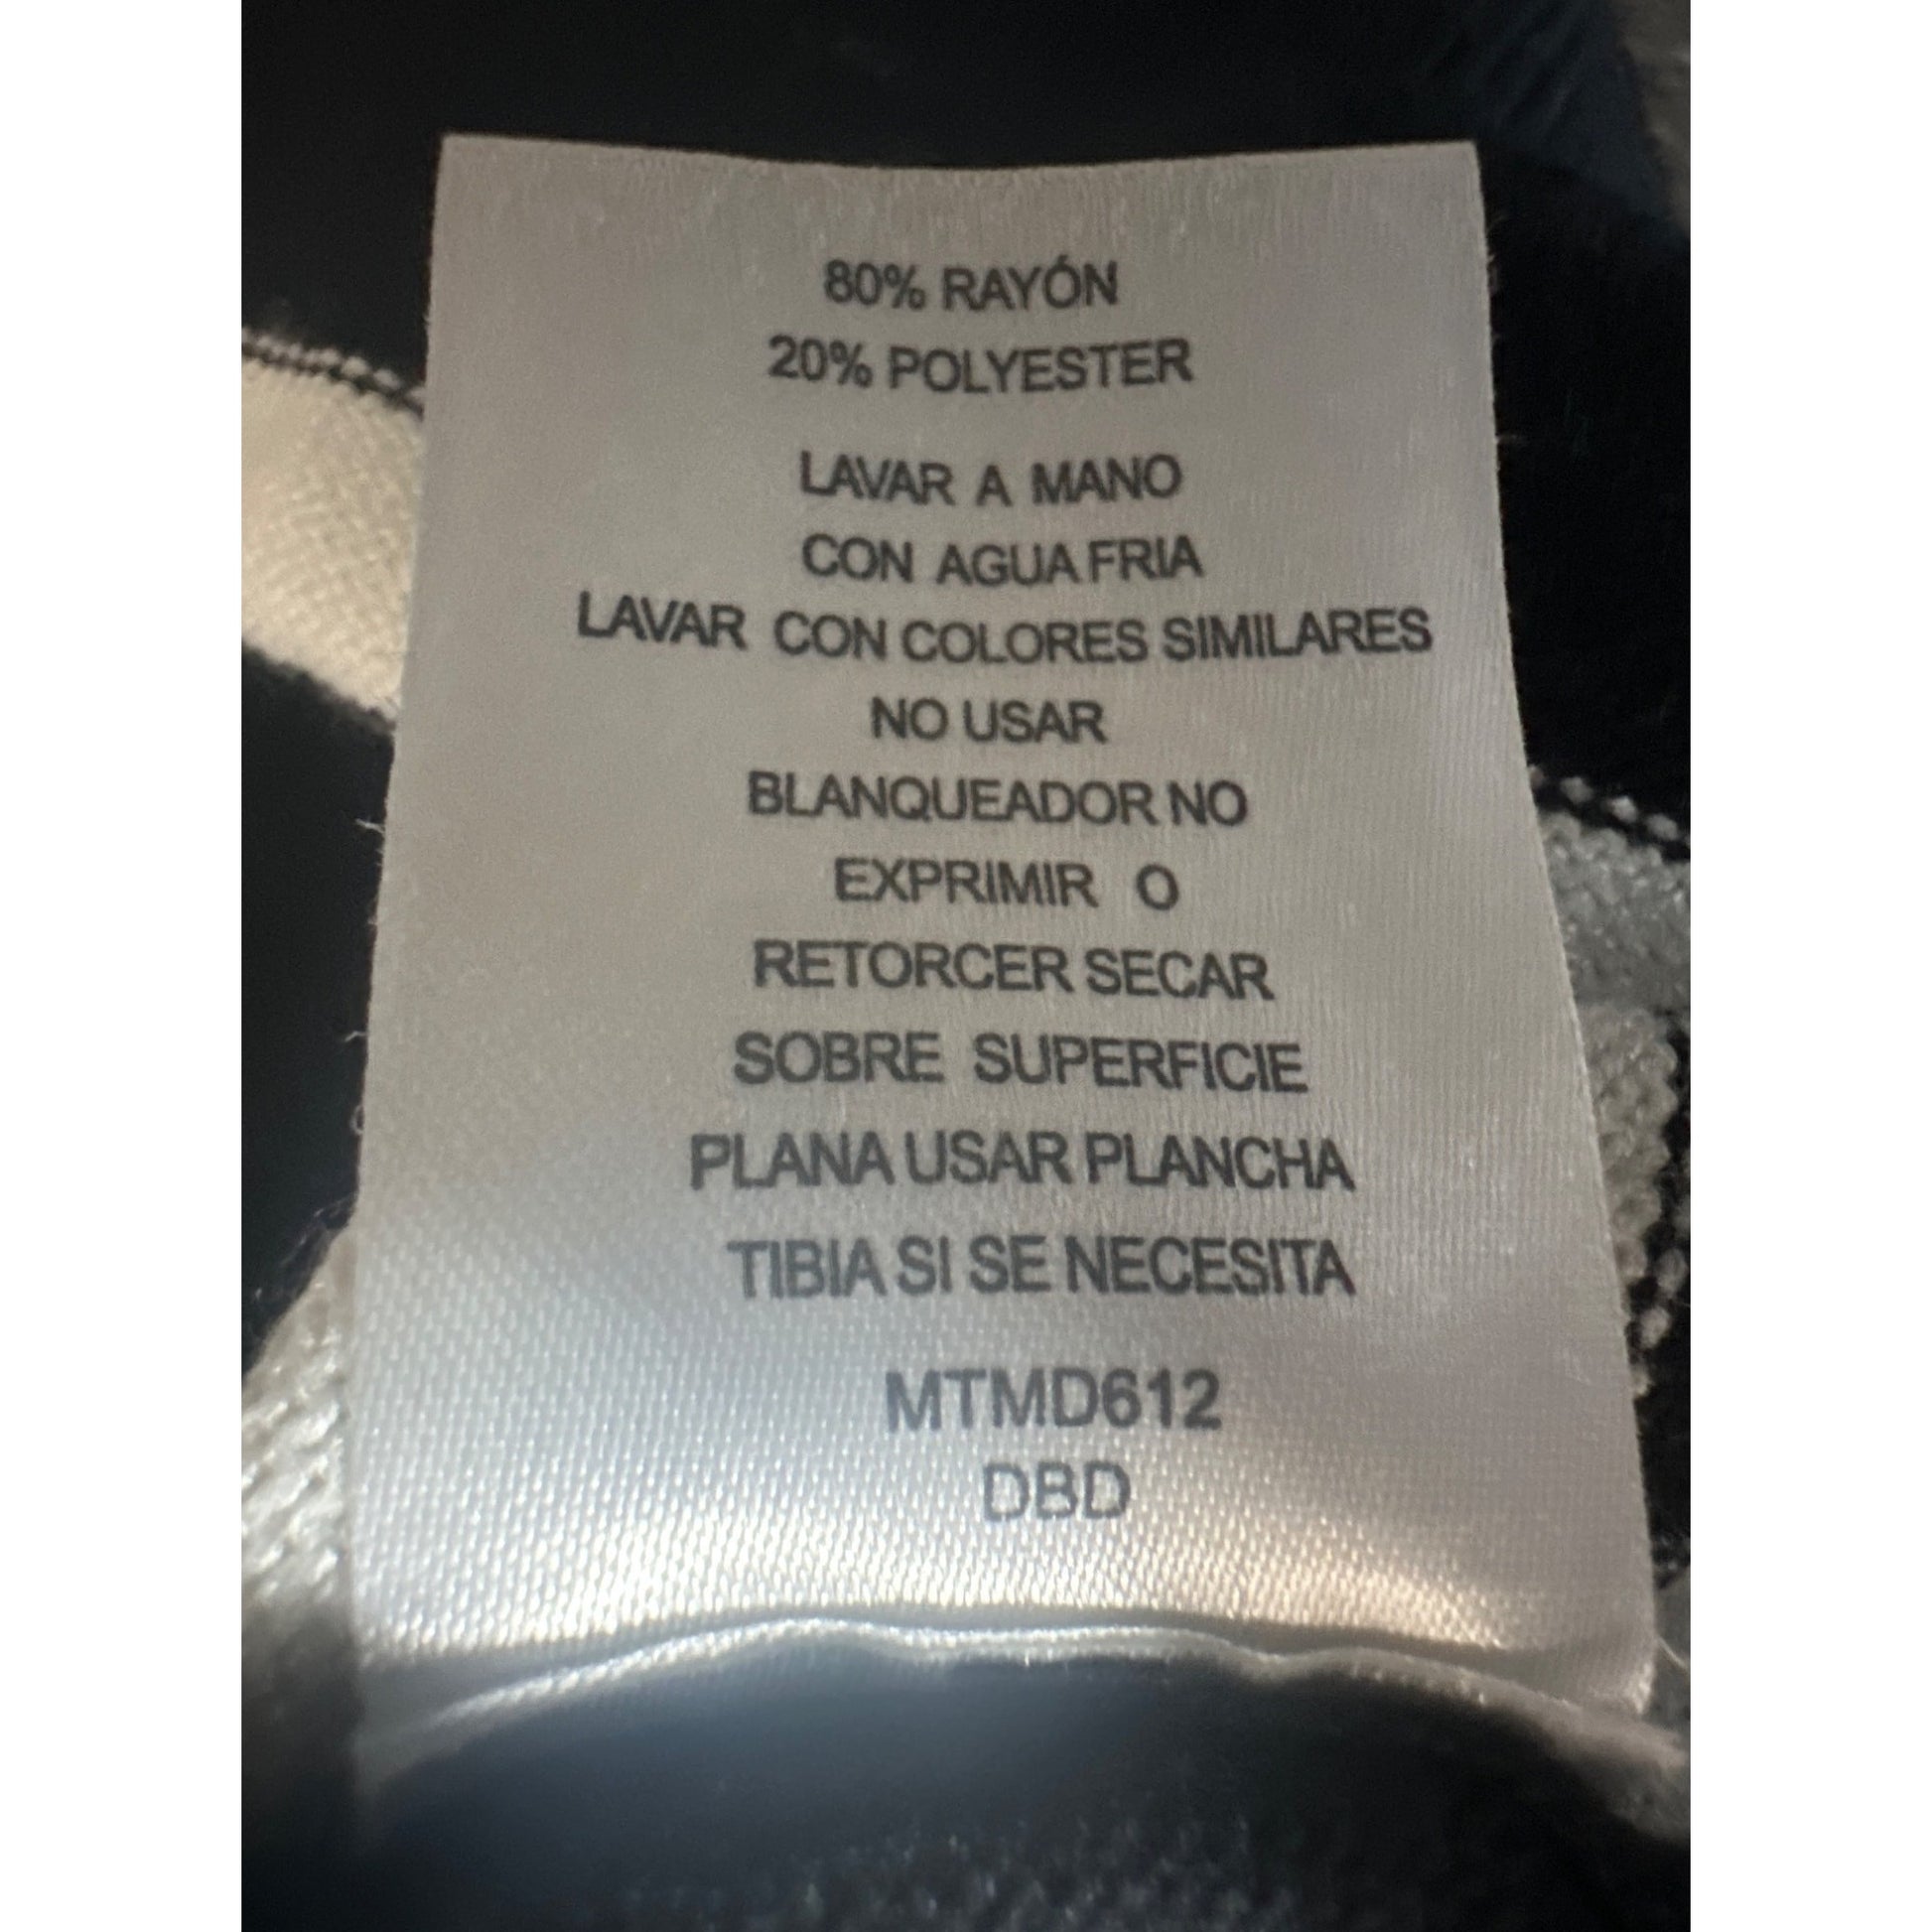 80% RAYÓN
20% POLYESTER
LAVAR A MANO
CON AGUA FRIA
LAVAR CON COLORES SIMILARES
NO USAR
BLANQUEADOR NO
EXPRIMIR O
RETORCER SECAR
SOBRE SUPERFICIE
PLANA USAR PLANCHA
TIBIA SI SE NECESITA
MTMD612
DBD